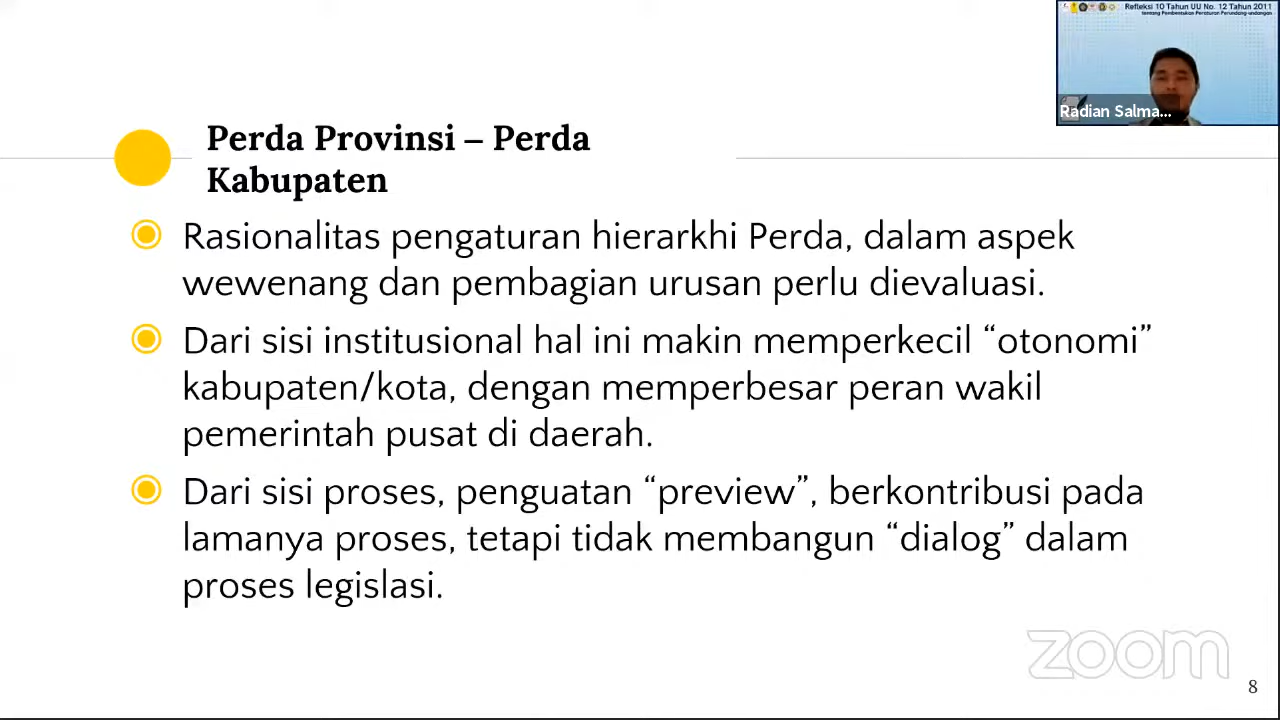 Refleksi 10 Tahun UU No. 12 Tahun 2011
tentang Pembentukan Peraturan Perundang-undangan
Radian Salma...
Perda Provinsi – Perda
Kabupaten
Rasionalitas pengaturan hierarkhi Perda, dalam aspek
wewenang dan pembagian urusan perlu dievaluasi.
Dari sisi institusional hal ini makin memperkecil “otonomi”
kabupaten/kota, dengan memperbesar peran wakil
pemerintah pusat di daerah.
Dari sisi proses, penguatan “preview”, berkontribusi pada
lamanya proses, tetapi tidak membangun “dialog” dalam
proses legislasi.
zoom
8